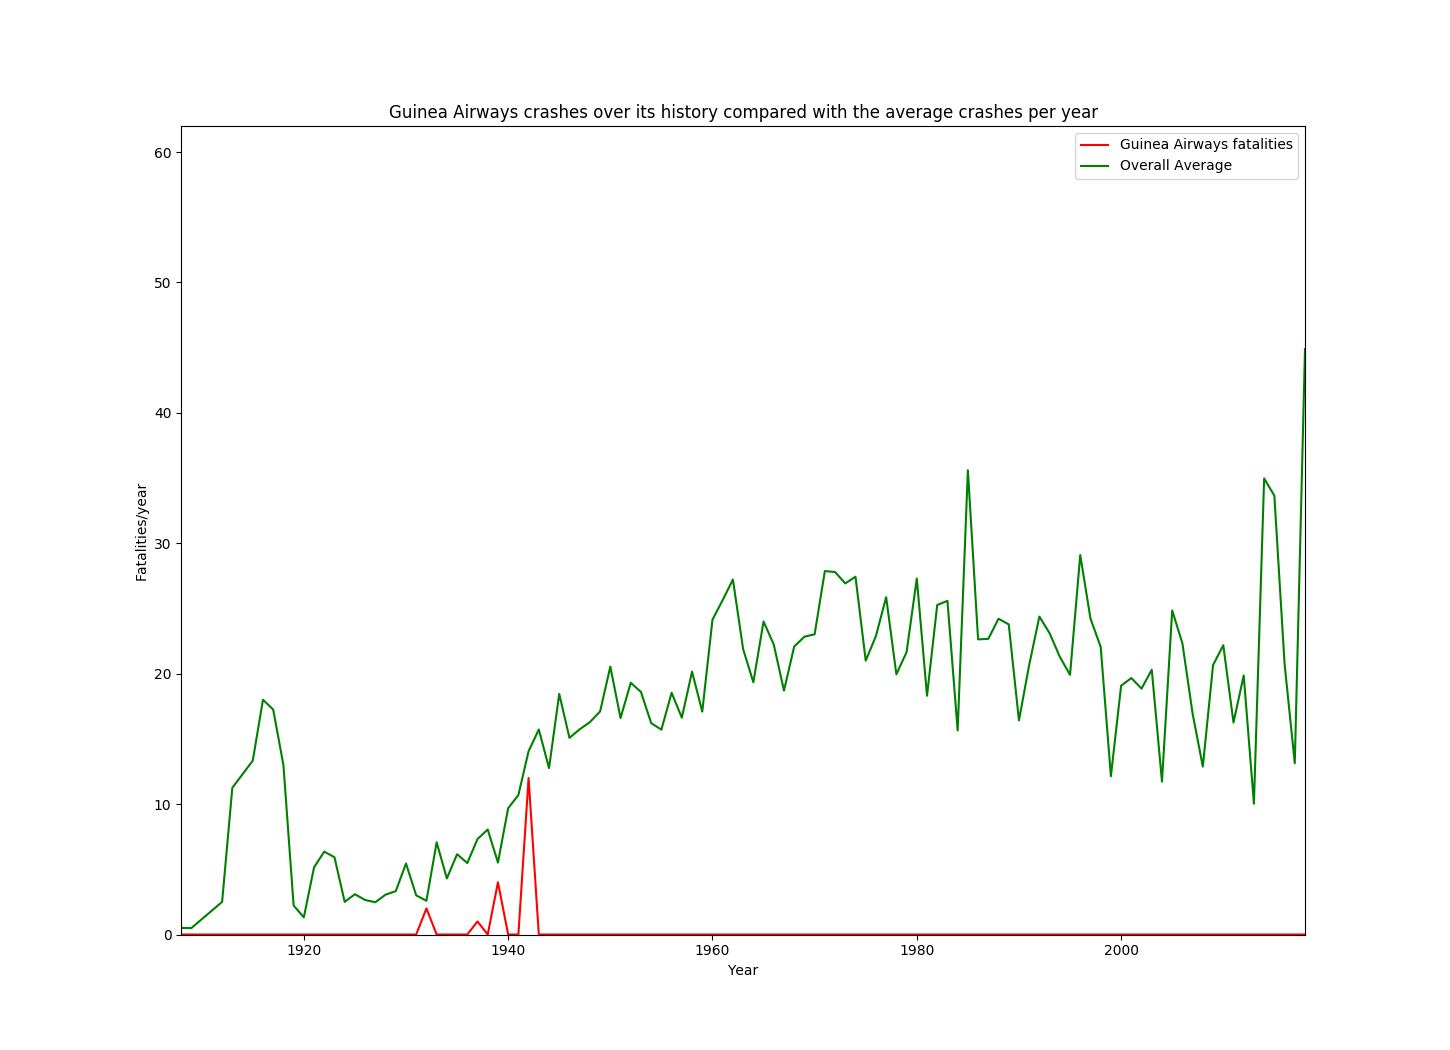 Guinea Airways crashes over its history compared with the average crashes per year
Guinea Airways fatalities
Overall Average
60
50
40
30
20
10
0
Fatalities/year
1920 1940 1960 1980 2000
Year